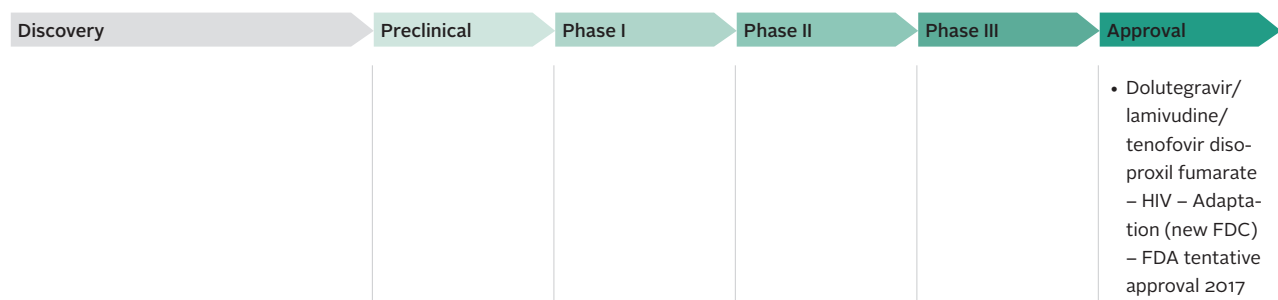 Discovery
Preclinical
Phase I
Phase II
Phase III
Approval
• Dolutegravir/
lamivudine/
tenofovir diso-
proxil fumarate
– HIV – Adapta-
tion (new FDC)
– FDA tentative
approval 2017